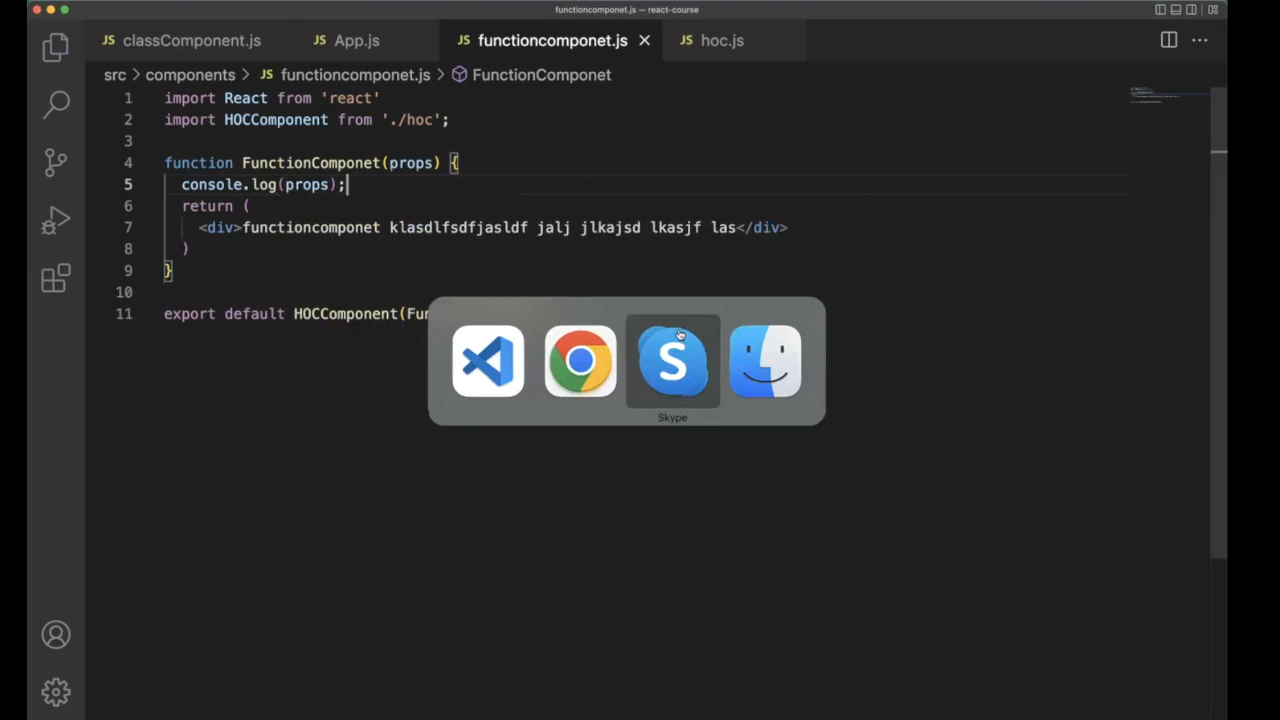 functioncomponet.js — react-course
JS classComponent.js JS App.js JS functioncomponet.js JS hoc.js
src components JS functioncomponet.js FunctionComponet
1 import React from 'react'
2 import HOCComponent from './hoc';
3
4 function FunctionComponet(props) {
5 console.log(props);
6 return (
7 <div>functioncomponet klasdlfsdfjasldf jalj jlkajsd lkasjf las</div>
8 )
9 }
10
11 export default HOCComponent(Fu
S
Skype